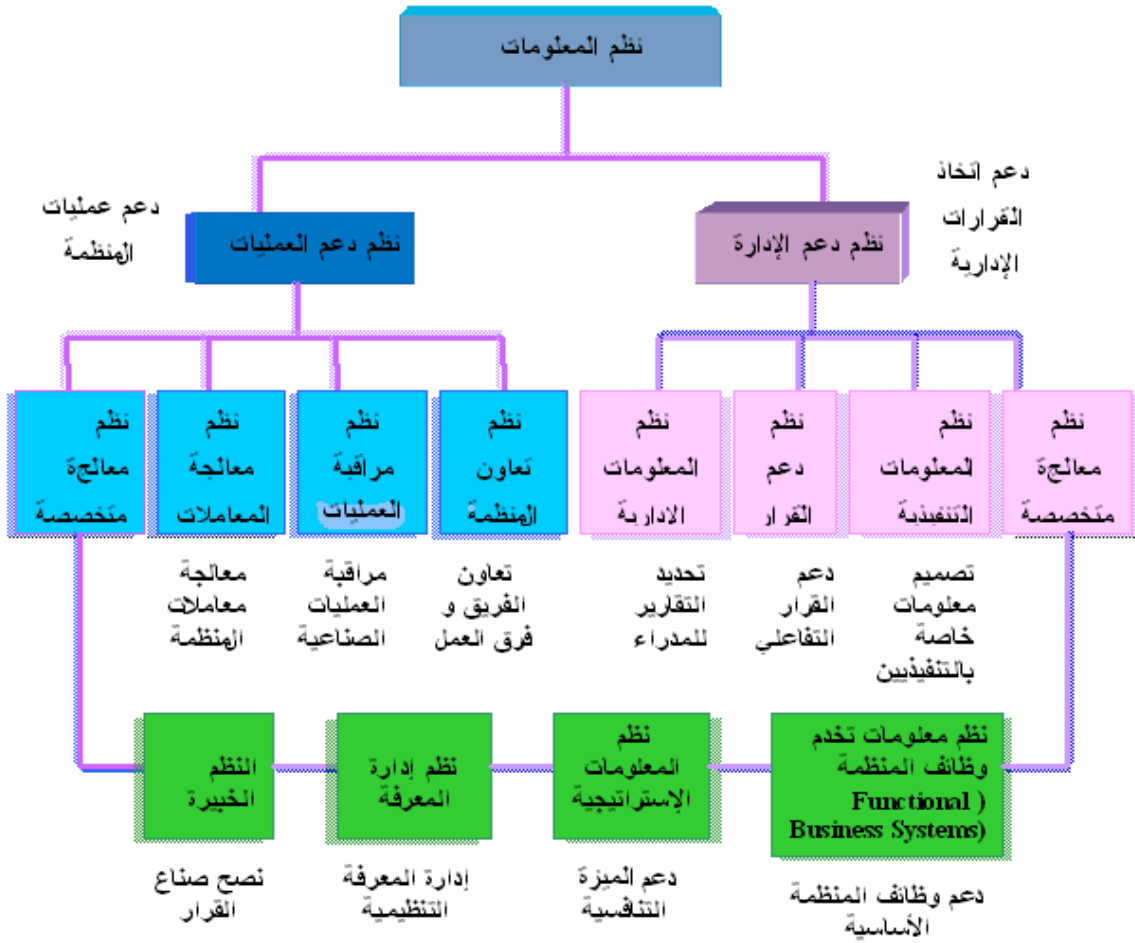 نظم المعلومات
دعم اتخاذ
القرارات
الإدارية
نظم دعم الإدارة
نظم دعم العمليات
دعم عمليات
المنظمة
نظم
معالجة
متخصصة
نظم
المعلومات
التنفيذية
نظم
دعم
القرار
نظم
المعلومات
الادارية
نظم
تعاون
المنظمة
نظم
مراقبة
العمليات
نظم
معالجة
المعاملات
نظم
معالجة
متخصصة
تصميم
معلومات
خاصة
بالتنفيذيين
دعم
القرار
التفاعلي
تحديد
التقارير
للمدراء
تعاون
الفريق و
فرق العمل
مراقبة
العمليات
الصناعية
معالجة
معاملات
المنظمة
نظم معلومات تخدم
وظائف المنظمة
Functional )
Business Systems)
نظم
المعلومات
الإستراتيجية
نظم إدارة
المعرفة
النظم
الخبيرة
دعم وظائف المنظمة
الأساسية
دعم الميزة
التنافسية
إدارة المعرفة
التنظيمية
نصح صناع
القرار